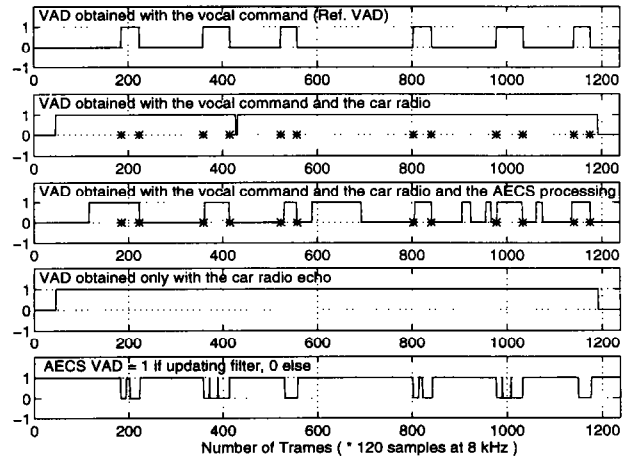 VAD obtained with the vocal command (Ref. VAD)
1
0
−1
0 200 400 600 800 1000 1200
VAD obtained with the vocal command and the car radio
1
0
−1
0 200 400 600 800 1000 1200
VAD obtained with the vocal command and the car radio and the AECS processing
1
0
−1
0 200 400 600 800 1000 1200
VAD obtained only with the car radio echo
1
0
−1
0 200 400 600 800 1000 1200
AECS VAD = 1 if updating filter, 0 else
1
0
−1
0 200 400 600 800 1000 1200
Number of Trames ( * 120 samples at 8 kHz )